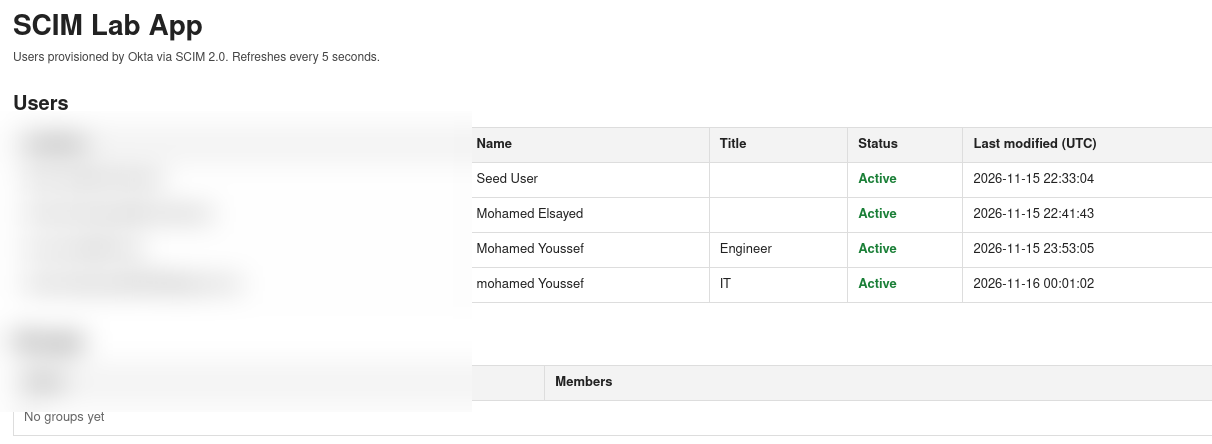 SCIM Lab App
Users provisioned by Okta via SCIM 2.0. Refreshes every 5 seconds.
Users
Name Title Status Last modified (UTC)
Seed User Active 2026-11-15 22:33:04
Mohamed Elsayed Active 2026-11-15 22:41:43
Mohamed Youssef Engineer Active 2026-11-15 23:53:05
mohamed Youssef IT Active 2026-11-16 00:01:02
Members
No groups yet